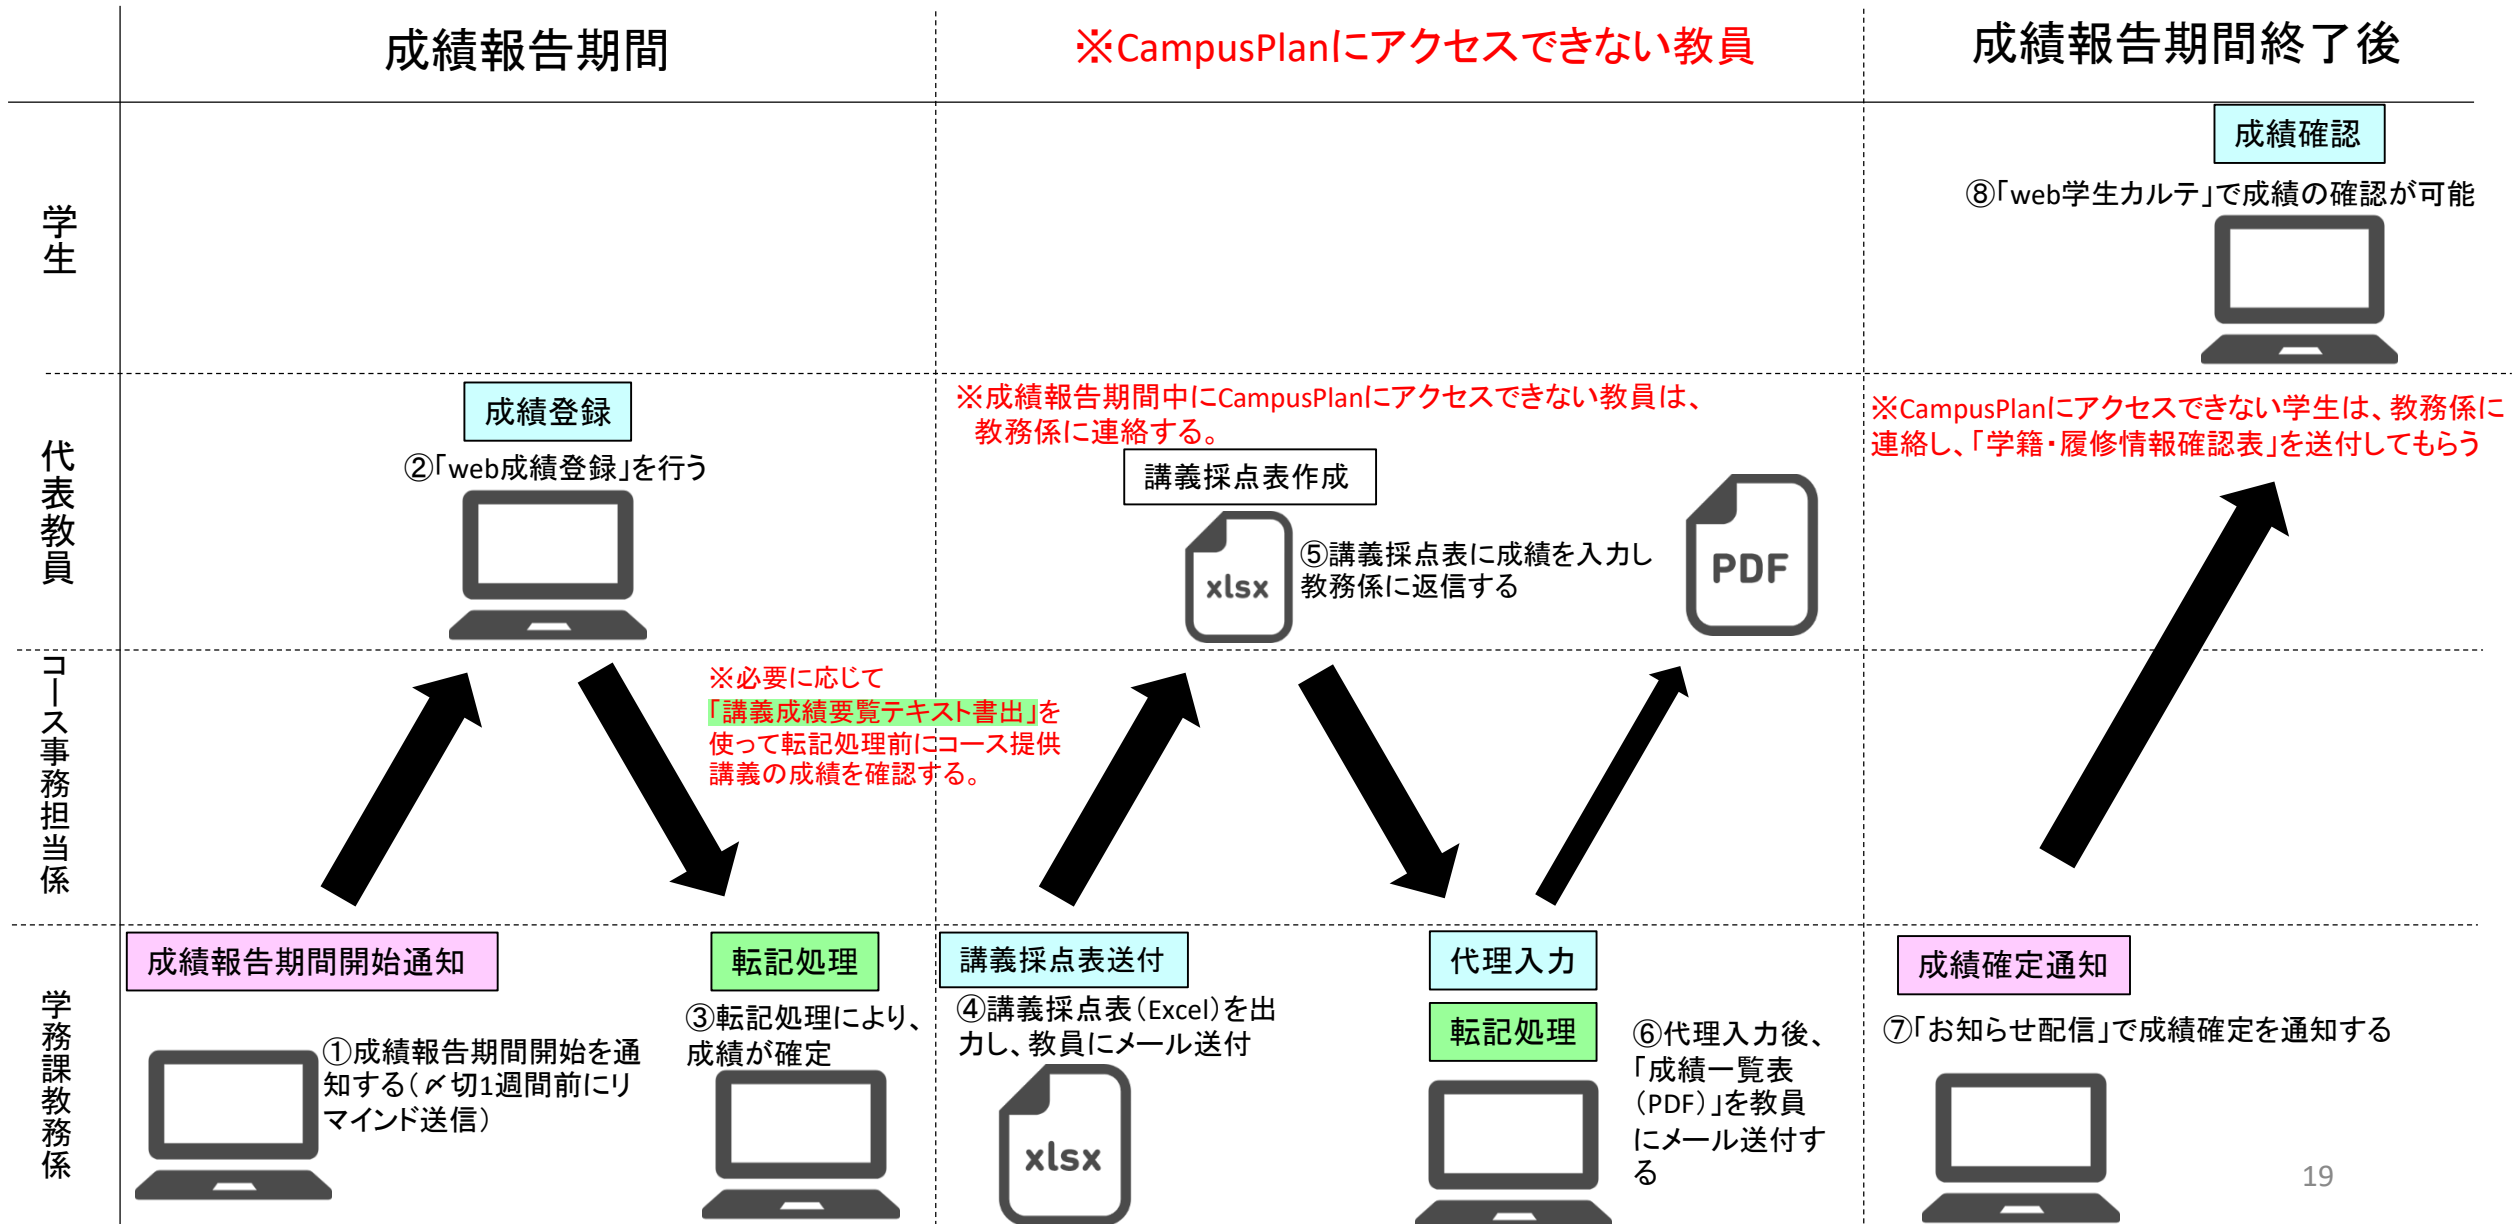 成績報告期間
※CampusPlanにアクセスできない教員
成績報告期間終了後
学生
成績確認
⑧「web学生カルテ」で成績の確認が可能
代表教員
成績登録
②「web成績登録」を行う
※成績報告期間中にCampusPlanにアクセスできない教員は、
教務係に連絡する。
講義採点表作成
xlsx
⑤講義採点表に成績を入力し
教務係に返信する
PDF
※CampusPlanにアクセスできない学生は、教務係に
連絡し、「学籍・履修情報確認表」を送付してもらう
コース事務担当係
※必要に応じて
「講義成績要覧テキスト書出」を
使って転記処理前にコース提供
講義の成績を確認する。
学務課教務係
成績報告期間開始通知
①成績報告期間開始を通
知する(〆切1週間前にリ
マインド送信)
転記処理
③転記処理により、
成績が確定
講義採点表送付
④講義採点表(Excel)を出
力し、教員にメール送付
xlsx
代理入力
転記処理
⑥代理入力後、
「成績一覧表
(PDF)」を教員
にメール送付す
る
成績確定通知
⑦「お知らせ配信」で成績確定を通知する
19